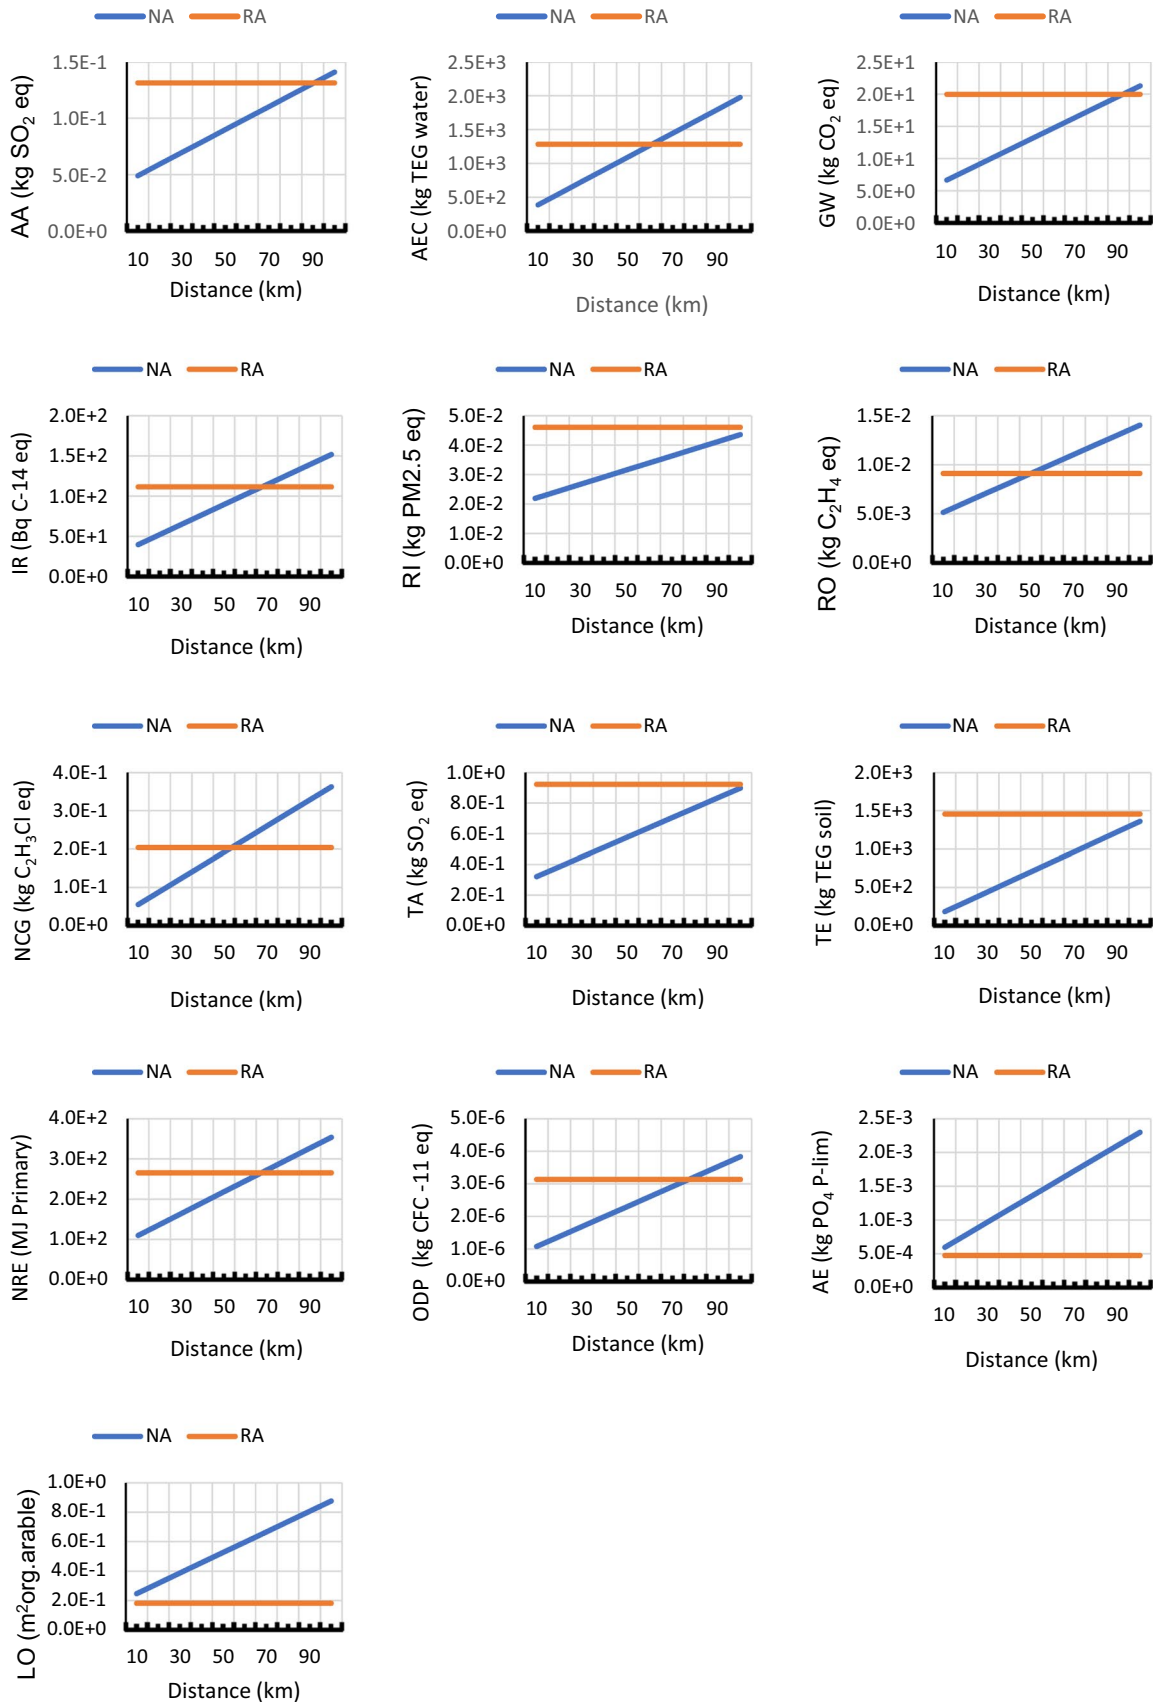 NA RA
AA (kg SO2 eq)
1.5E-1
1.0E-1
5.0E-2
0.0E+0
10 30 50 70 90
Distance (km)
NA RA
AEC (kg TEG water)
2.5E+3
2.0E+3
1.5E+3
1.0E+3
5.0E+2
0.0E+0
10 30 50 70 90
Distance (km)
NA RA
GW (kg CO2 eq)
2.5E+1
2.0E+1
1.5E+1
1.0E+1
5.0E+0
0.0E+0
10 30 50 70 90
Distance (km)
NA RA
IR (Bq C-14 eq)
2.0E+2
1.5E+2
1.0E+2
5.0E+1
0.0E+0
10 30 50 70 90
Distance (km)
NA RA
RI (kg PM2.5 eq)
5.0E-2
4.0E-2
3.0E-2
2.0E-2
1.0E-2
0.0E+0
10 30 50 70 90
Distance (km)
NA RA
RO (kg C2H4 eq)
1.5E-2
1.0E-2
5.0E-3
0.0E+0
10 30 50 70 90
Distance (km)
NA RA
NCG (kg C2H3Cl eq)
4.0E-1
3.0E-1
2.0E-1
1.0E-1
0.0E+0
10 30 50 70 90
Distance (km)
NA RA
TA (kg SO2 eq)
1.0E+0
8.0E-1
6.0E-1
4.0E-1
2.0E-1
0.0E+0
10 30 50 70 90
Distance (km)
NA RA
TE (kg TEG soil)
2.0E+3
1.5E+3
1.0E+3
5.0E+2
0.0E+0
10 30 50 70 90
Distance (km)
NA RA
NRE (MJ Primary)
4.0E+2
3.0E+2
2.0E+2
1.0E+2
0.0E+0
10 30 50 70 90
Distance (km)
NA RA
ODP (kg CFC -11 eq)
5.0E-6
4.0E-6
3.0E-6
2.0E-6
1.0E-6
0.0E+0
10 30 50 70 90
Distance (km)
NA RA
AE (kg PO4 P-lim)
2.5E-3
2.0E-3
1.5E-3
1.0E-3
5.0E-4
0.0E+0
10 30 50 70 90
Distance (km)
NA RA
LO (m²org.arable)
1.0E+0
8.0E-1
6.0E-1
4.0E-1
2.0E-1
0.0E+0
10 30 50 70 90
Distance (km)